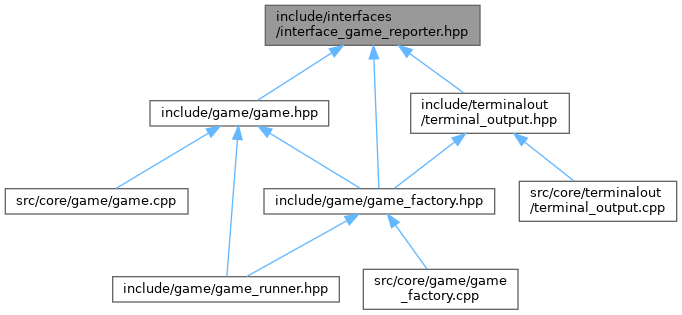 include/interfaces
/interface_game_reporter.hpp
include/game/game.hpp
include/terminalout
/terminal_output.hpp
src/core/game/game.cpp
include/game/game_factory.hpp
src/core/terminalout
/terminal_output.cpp
include/game/game_runner.hpp
src/core/game/game
_factory.cpp